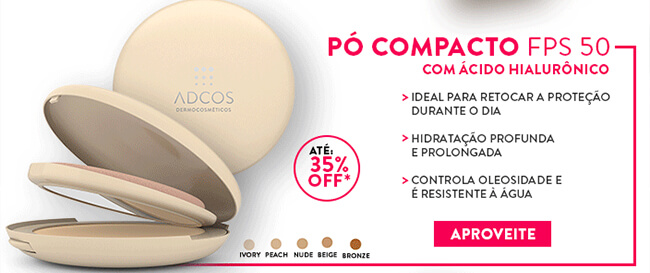 ADCOS
DERMOCOSMÉTICOS
ATÉ:
35%
OFF*
IVORY PEACH NUDE BEIGE BRONZE
PÓ COMPACTO FPS 50
COM ÁCIDO HIALURÔNICO
> IDEAL PARA RETOCAR A PROTEÇÃO
DURANTE O DIA
> HIDRATAÇÃO PROFUNDA
E PROLONGADA
> CONTROLA OLEOSIDADE E
É RESISTENTE À ÁGUA
APROVEITE